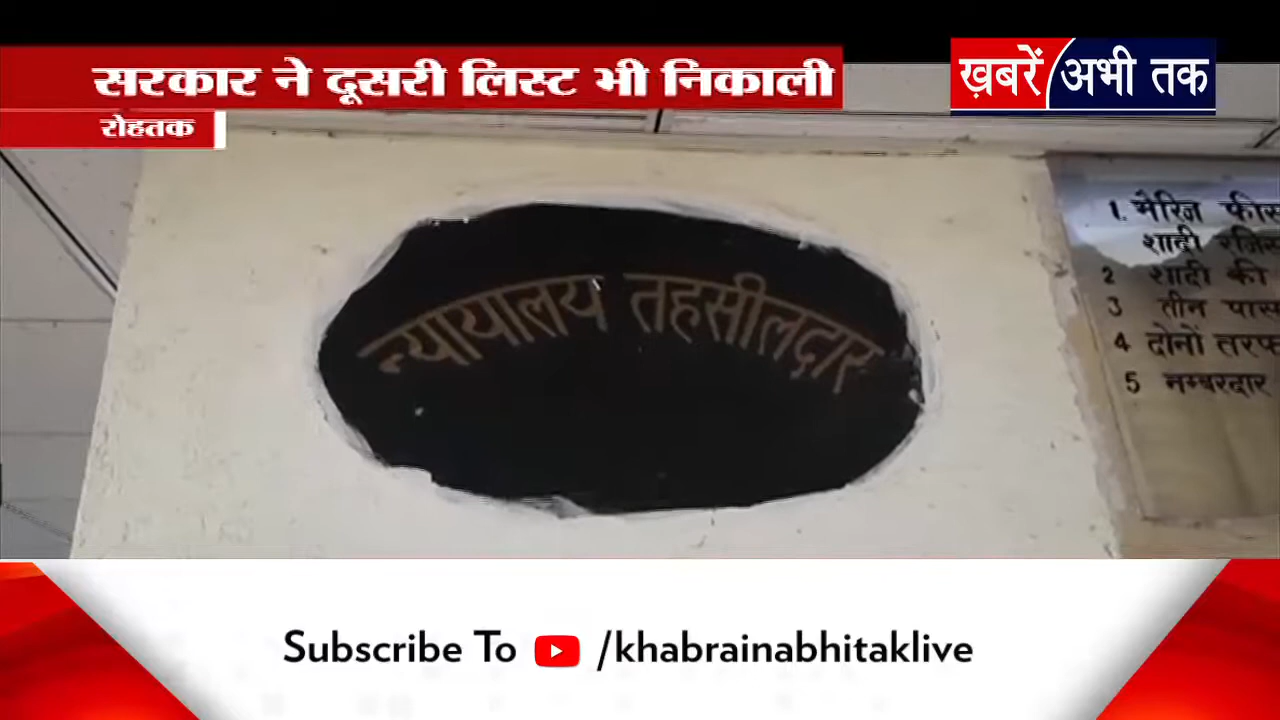 सरकार ने दूसरी लिस्ट भी निकाली
रोहतक
ख़बरें अभी तक
न्यायालय तहसीलदार
1. मैरिज फीस
शादी
2 शादी की
3 तीन पास
4 दोनों तरफ
5 नम्बरदार
Subscribe To /khabrainabhitaklive